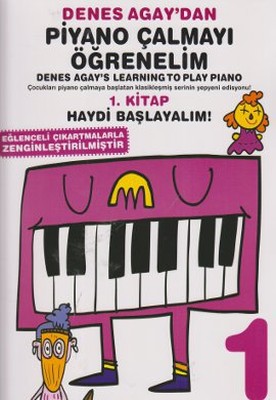 DENES AGAY'DAN
PİYANO ÇALMAYI
ÖĞRENELİM
DENES AGAY'S LEARNING TO PLAY PIANO
Çocukları piyano çalmaya başlatan klasikleşmiş serinin yepyeni edisyonu!
1. KİTAP
HAYDİ BAŞLAYALIM!
EĞLENCELİ ÇIKARTMALARLA
ZENGİNLEŞTİRİLMİŞTİR
1